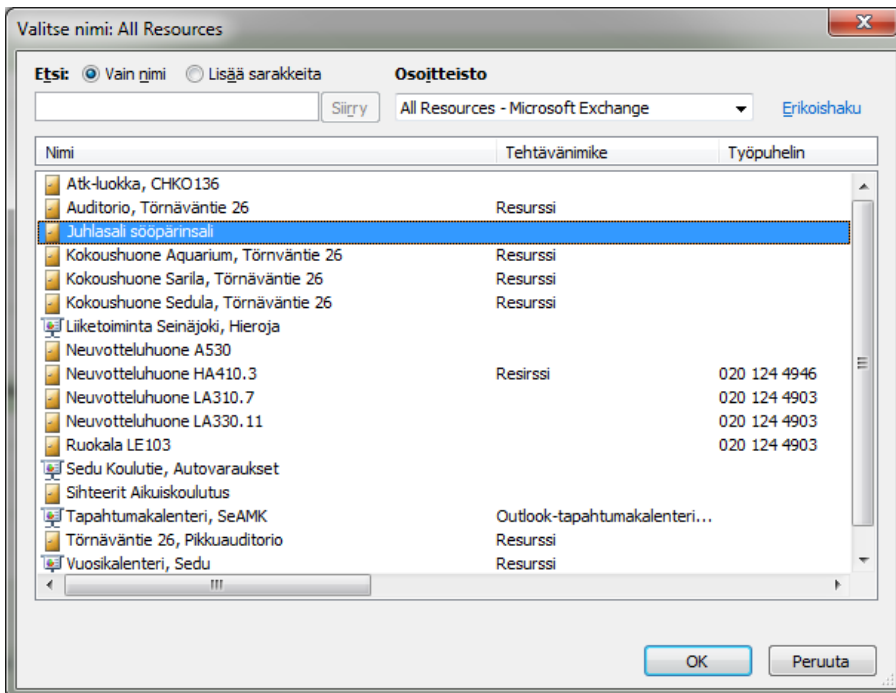 Valitse nimi: All Resources
Etsi: Vain nimi Lisää sarakkeita Osoitteisto
Siirry All Resources - Microsoft Exchange Erikoishaku
Nimi Tehtävänimike Työpuhelin
Atk-luokka, CHKO136
Auditorio, Törnäväntie 26 Resurssi
Juhlasali sööpärinsali
Kokoushuone Aquarium, Törnväntie 26 Resurssi
Kokoushuone Sarila, Törnäväntie 26 Resurssi
Kokoushuone Sedula, Törnäväntie 26 Resurssi
Liiketoiminta Seinäjoki, Hieroja
Neuvotteluhuone A530
Neuvotteluhuone HA410.3 Resirssi 020 124 4946
Neuvotteluhuone LA310.7 020 124 4903
Neuvotteluhuone LA330.11 020 124 4903
Ruokala LE103 020 124 4903
Sedu Koulutie, Autovaraukset
Sihteerit Aikuiskoulutus
Tapahtumakalenteri, SeAMK Outlook-tapahtumakalenteri...
Törnäväntie 26, Pikkuauditorio Resurssi
Vuosikalenteri, Sedu Resurssi
OK Peruuta